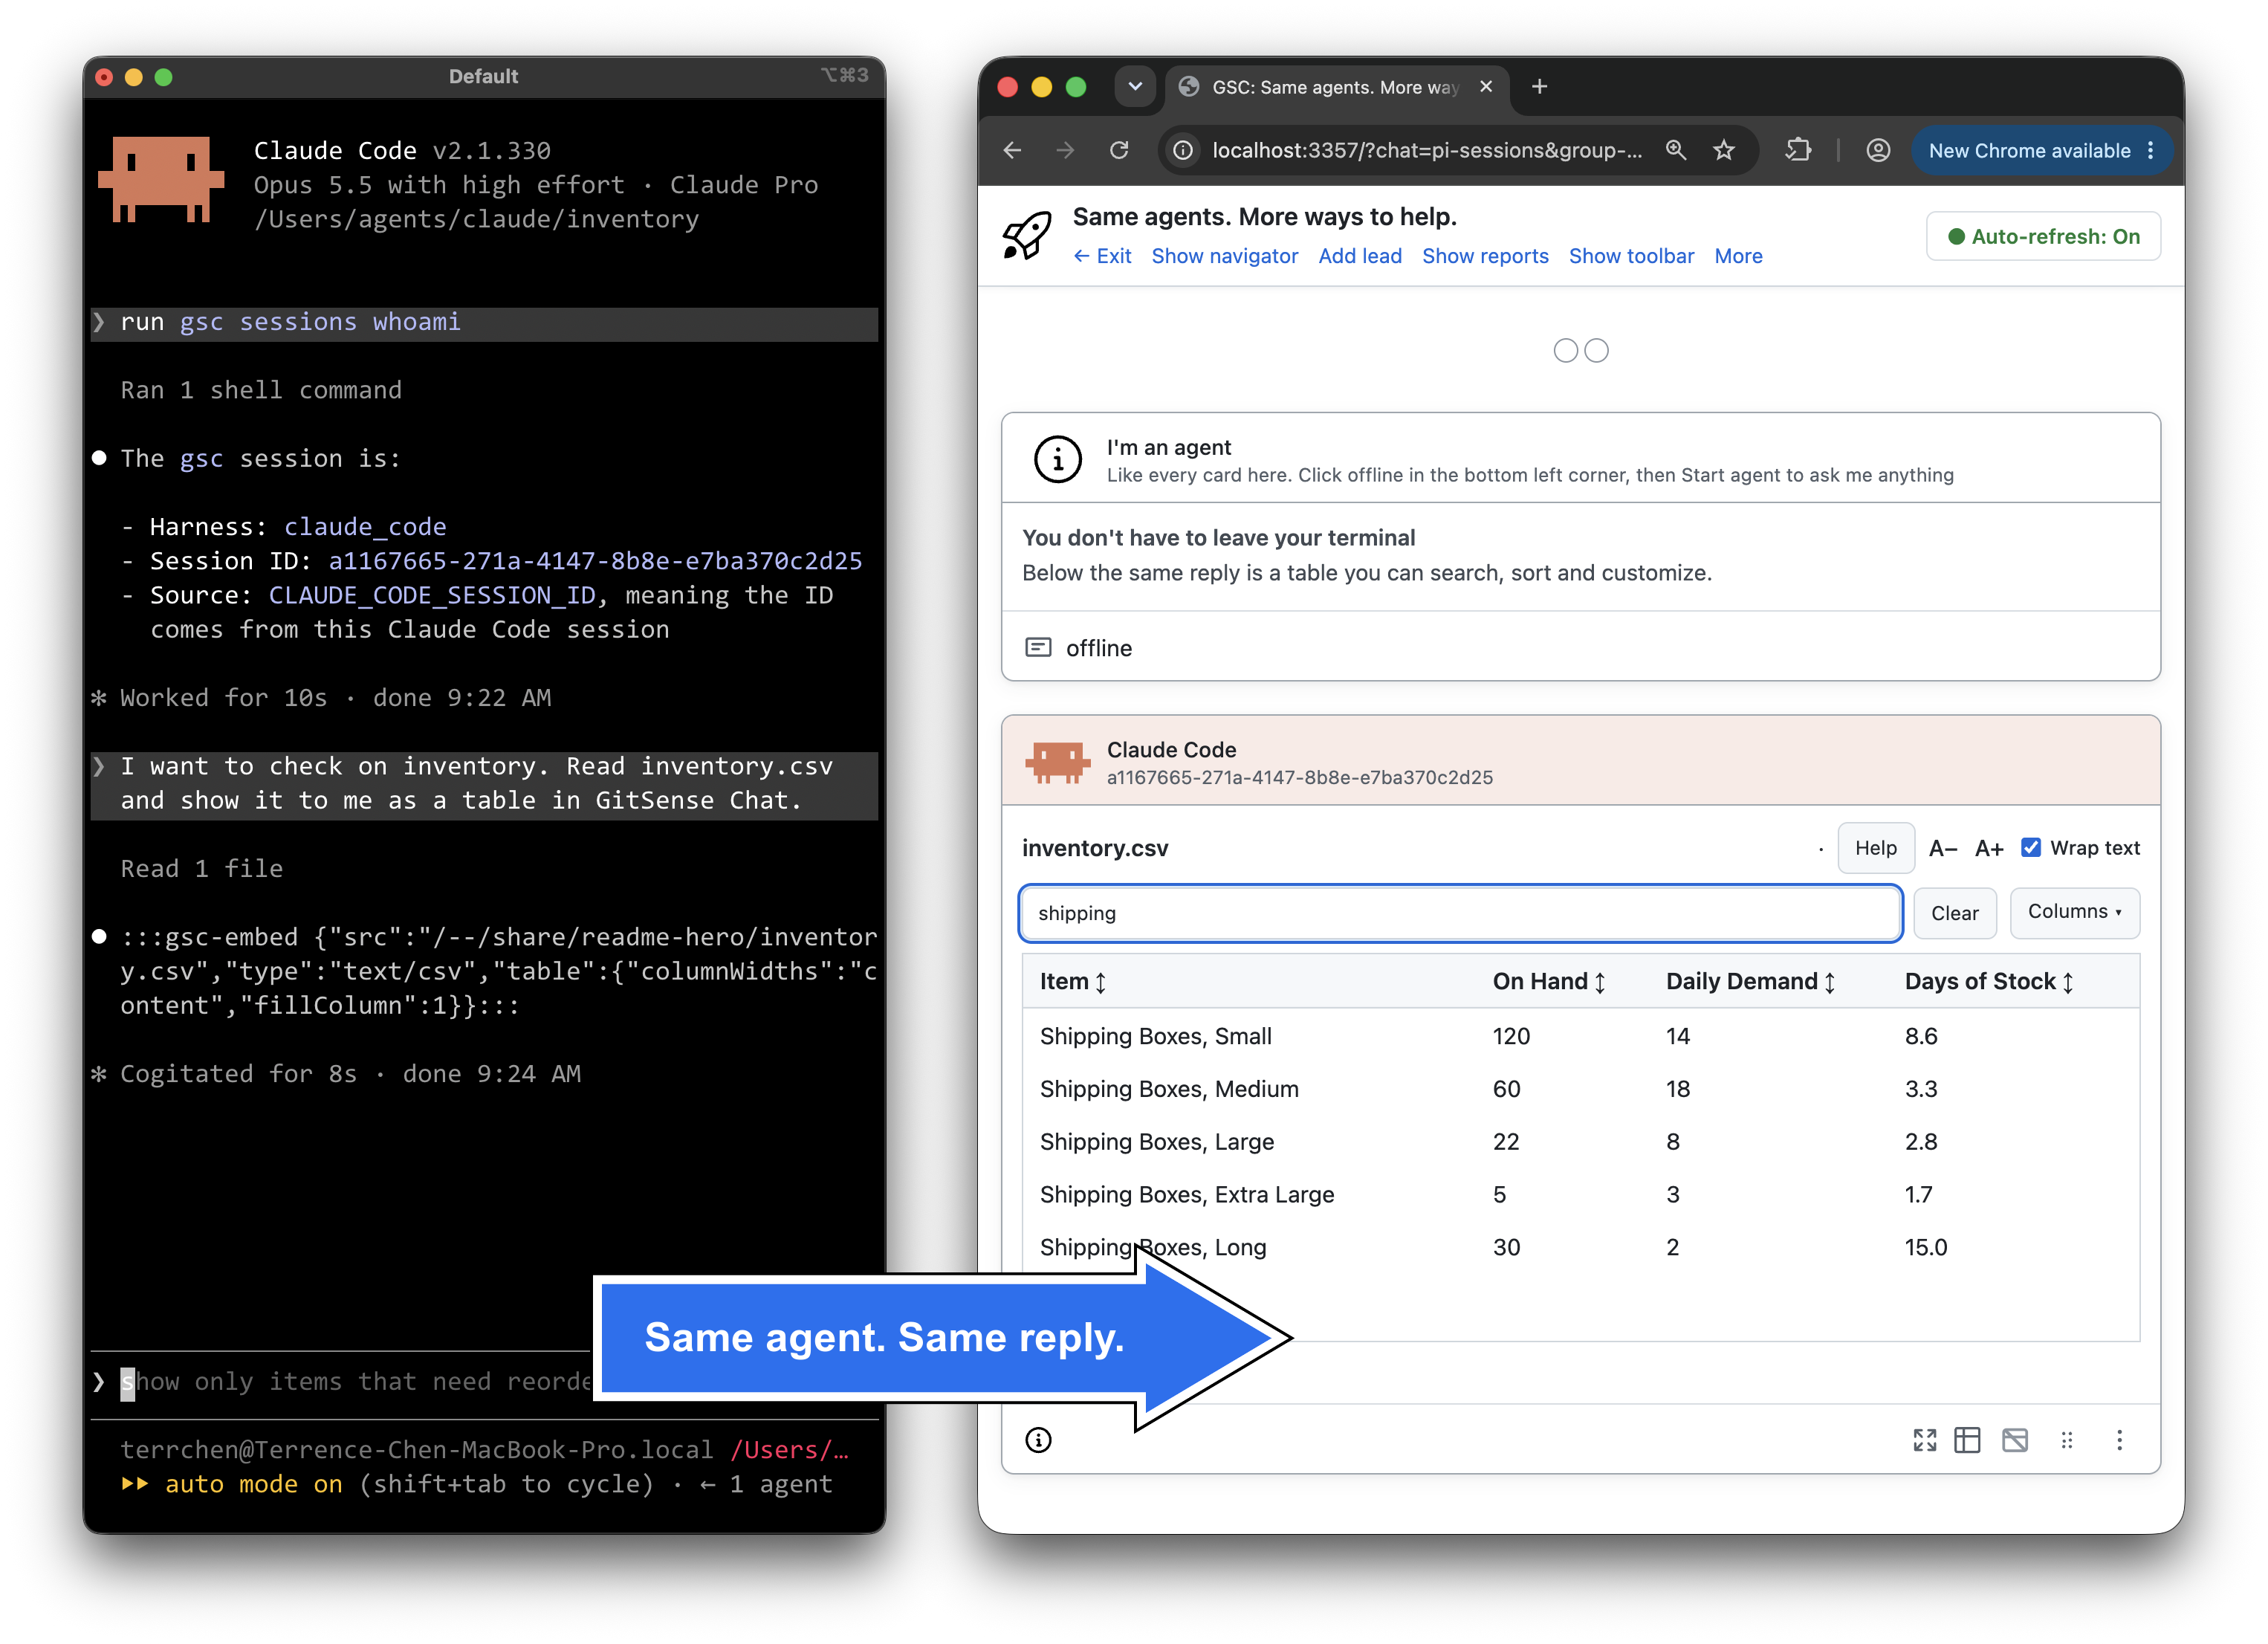 Default
⌥⌘3
Claude Code v2.1.330
Opus 5.5 with high effort · Claude Pro
/Users/agents/claude/inventory
❯ run gsc sessions whoami
Ran 1 shell command
● The gsc session is:
- Harness: claude_code
- Session ID: a1167665-271a-4147-8b8e-e7ba370c2d25
- Source: CLAUDE_CODE_SESSION_ID, meaning the ID
comes from this Claude Code session
✻ Worked for 10s · done 9:22 AM
❯ I want to check on inventory. Read inventory.csv
and show it to me as a table in GitSense Chat.
Read 1 file
● :::gsc-embed {"src":"/--/share/readme-hero/inventor
y.csv","type":"text/csv","table":{"columnWidths":"c
ontent","fillColumn":1}}:::
✻ Cogitated for 8s · done 9:24 AM
❯ show only items that need reorde
terrchen@Terrence-Chen-MacBook-Pro.local /Users/…
⏵⏵ auto mode on (shift+tab to cycle) · ← 1 agent
Same agent. Same reply.
GSC: Same agents. More way
localhost:3357/?chat=pi-sessions&group-...
New Chrome available
Same agents. More ways to help.
← Exit Show navigator Add lead Show reports Show toolbar More
Auto-refresh: On
I'm an agent
Like every card here. Click offline in the bottom left corner, then Start agent to ask me anything
You don't have to leave your terminal
Below the same reply is a table you can search, sort and customize.
offline
Claude Code
a1167665-271a-4147-8b8e-e7ba370c2d25
inventory.csv · Help A− A+ Wrap text
shipping Clear Columns ▾
Item ↕ On Hand ↕ Daily Demand ↕ Days of Stock ↕
Shipping Boxes, Small 120 14 8.6
Shipping Boxes, Medium 60 18 3.3
Shipping Boxes, Large 22 8 2.8
Shipping Boxes, Extra Large 5 3 1.7
Shipping Boxes, Long 30 2 15.0